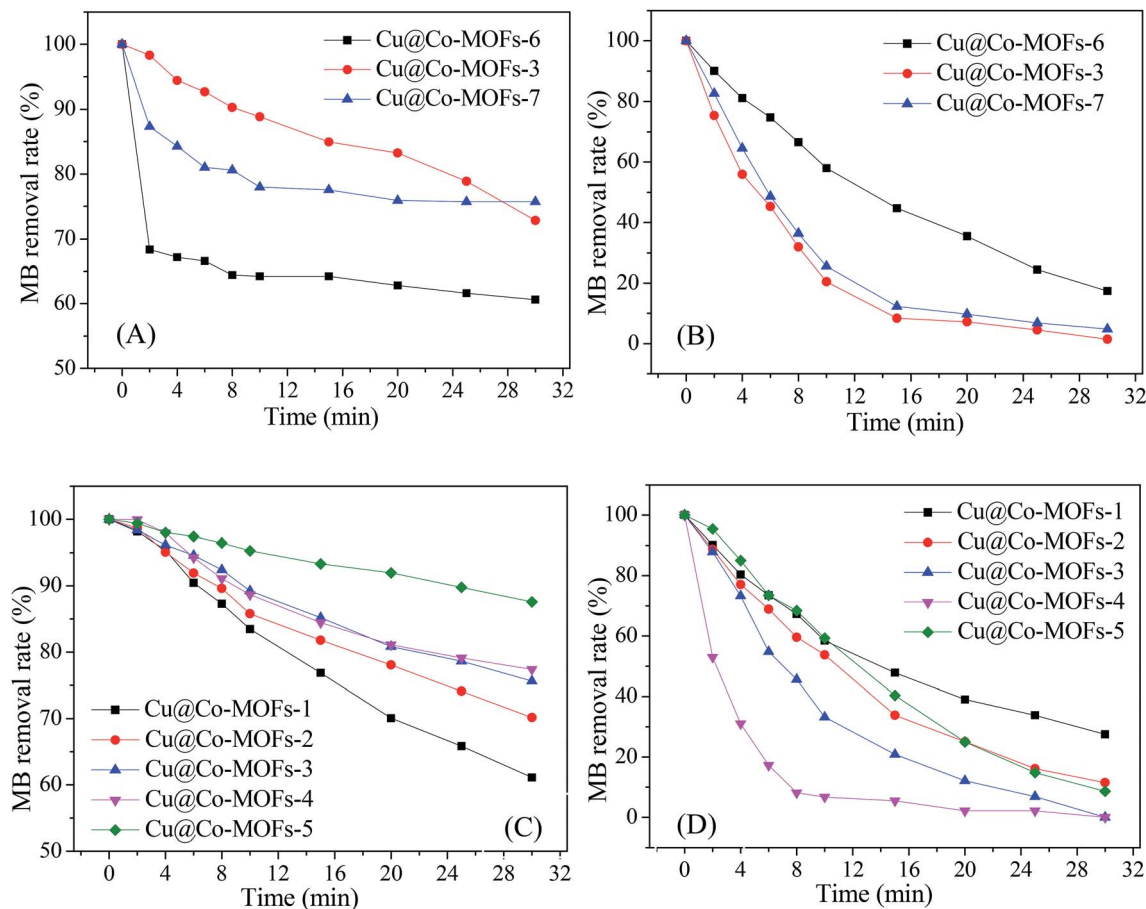 Cu@Co-MOFs-6
Cu@Co-MOFs-3
Cu@Co-MOFs-7
MB removal rate (%)
100
90
80
70
60
50
(A)
0 4 8 12 16 20 24 28 32
Time (min)
Cu@Co-MOFs-6
Cu@Co-MOFs-3
Cu@Co-MOFs-7
MB removal rate (%)
100
80
60
40
20
0
(B)
0 4 8 12 16 20 24 28 32
Time (min)
Cu@Co-MOFs-1
Cu@Co-MOFs-2
Cu@Co-MOFs-3
Cu@Co-MOFs-4
Cu@Co-MOFs-5
MB removal rate (%)
100
90
80
70
60
50
(C)
0 4 8 12 16 20 24 28 32
Time (min)
Cu@Co-MOFs-1
Cu@Co-MOFs-2
Cu@Co-MOFs-3
Cu@Co-MOFs-4
Cu@Co-MOFs-5
MB removal rate (%)
100
80
60
40
20
0
(D)
0 4 8 12 16 20 24 28 32
Time (min)